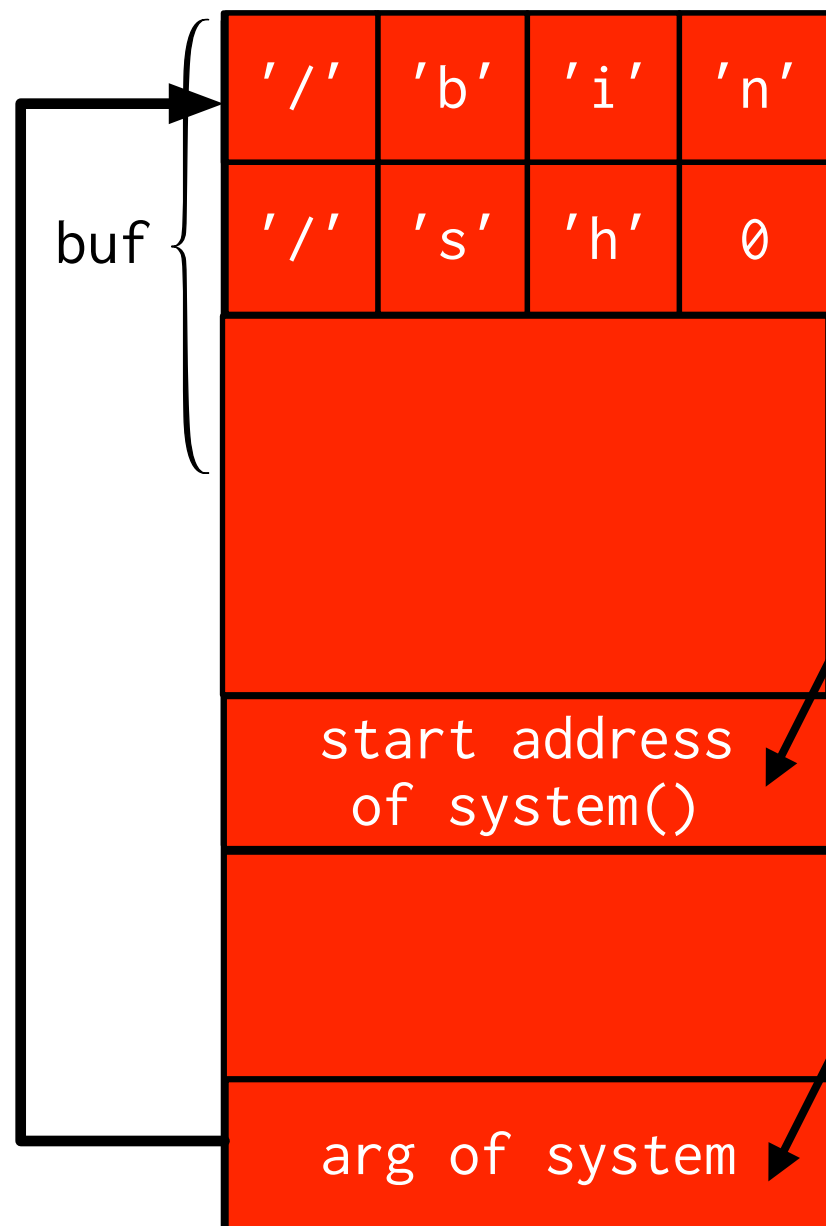 '/' 'b' 'i' 'n'
buf '/' 's' 'h' 0
start address
of system()
arg of system